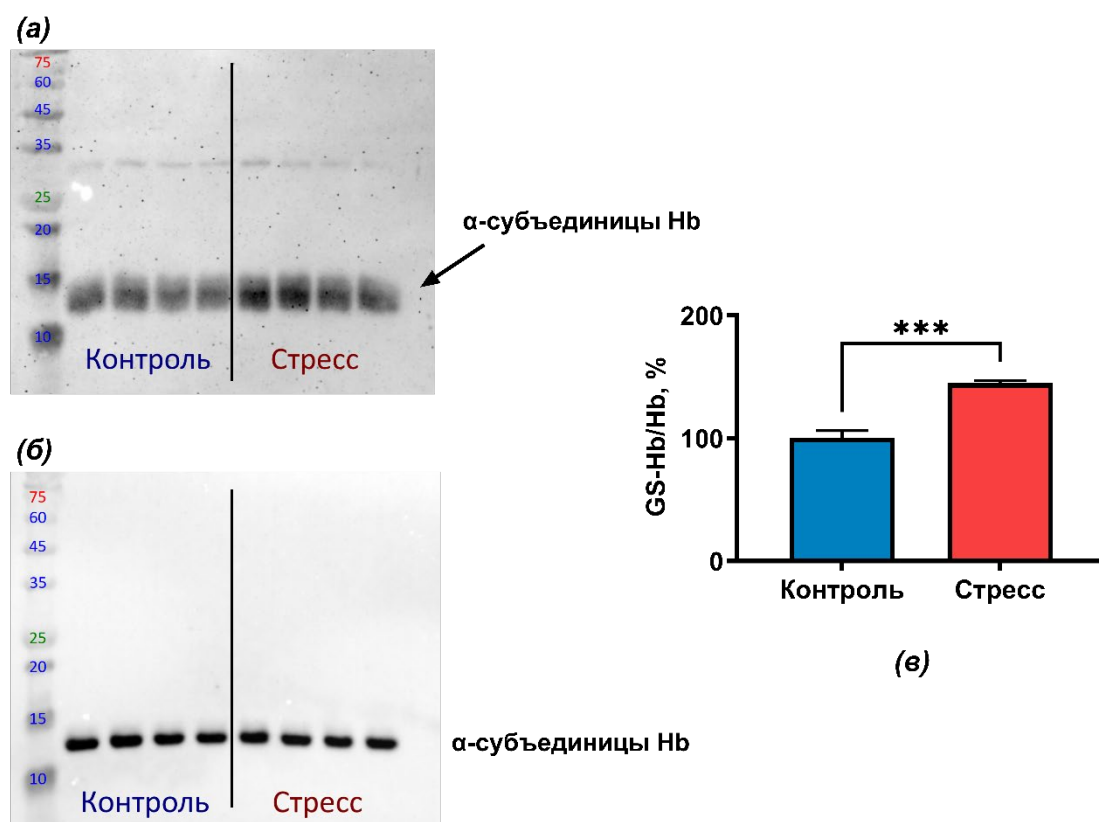 (а)
75
60
45
35
25
20
15
10
Контроль
Стресс
α-субъединицы Hb
(б)
75
60
45
35
25
20
15
10
Контроль
Стресс
α-субъединицы Hb
GS-Hb/Hb, %
200
100
0
***
Контроль
Стресс
(в)